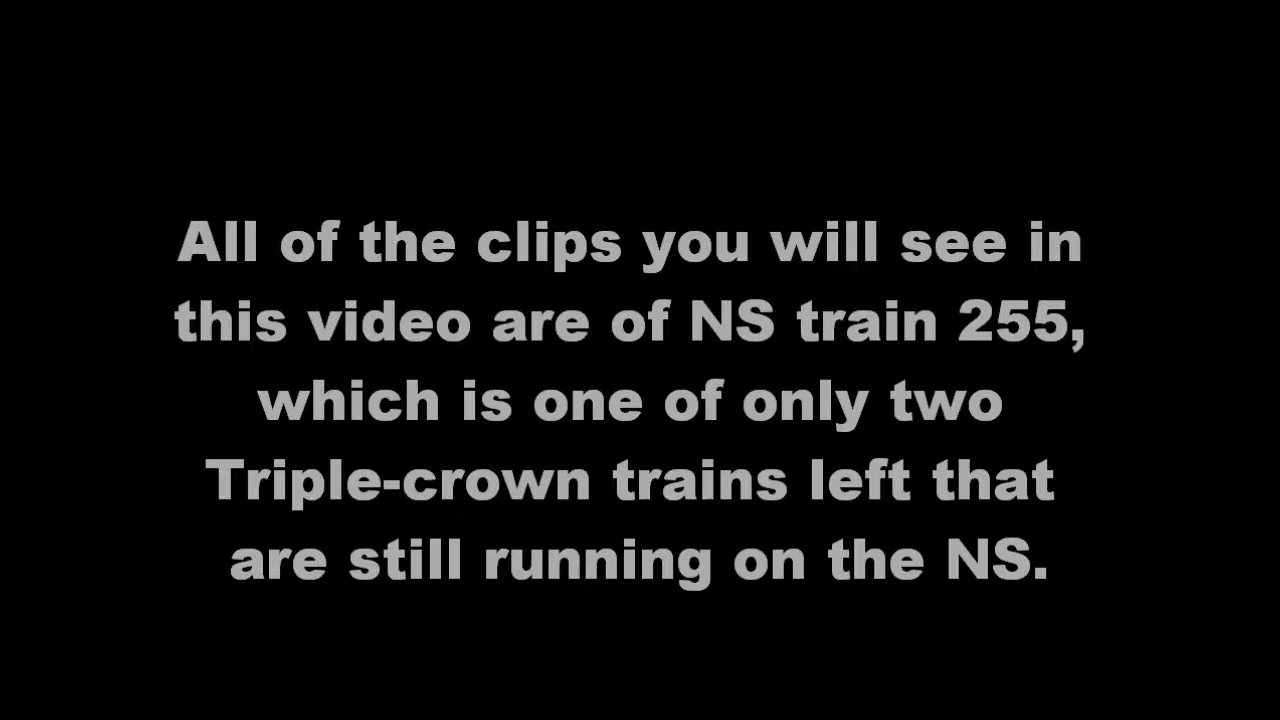 All of the clips you will see in
this video are of NS train 255,
which is one of only two
Triple-crown trains left that
are still running on the NS.